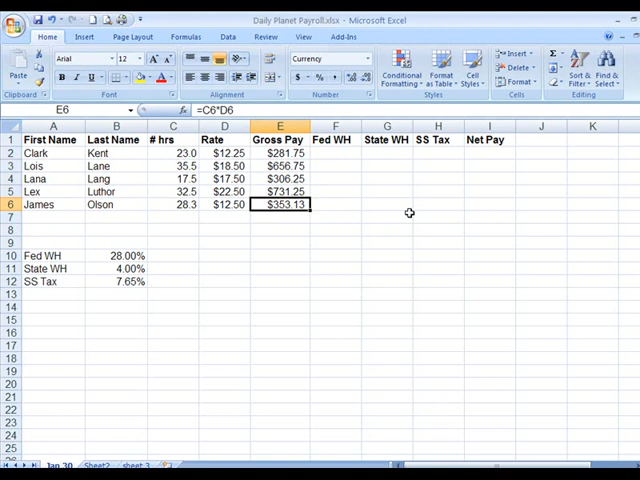 Daily Planet Payroll.xlsx - Microsoft Excel
Home Insert Page Layout Formulas Data Review View Add-Ins
Paste
Clipboard
Arial 12
B I U
Font
Alignment
Currency
$ % ,
Number
Conditional Formatting
Format as Table
Cell Styles
Styles
Insert
Delete
Format
Cells
Sort & Filter
Find & Select
Editing
E6 =C6*D6
A B C D E F G H I J K
1 First Name Last Name # hrs Rate Gross Pay Fed WH State WH SS Tax Net Pay
2 Clark Kent 23.0 $12.25 $281.75
3 Lois Lane 35.5 $18.50 $656.75
4 Lana Lang 17.5 $17.50 $306.25
5 Lex Luthor 32.5 $22.50 $731.25
6 James Olson 28.3 $12.50 $353.13
7
8
9
10 Fed WH 28.00%
11 State WH 4.00%
12 SS Tax 7.65%
13
14
15
16
17
18
19
20
21
22
23
24
25
26
Jan 30 Sheet2 sheet 3